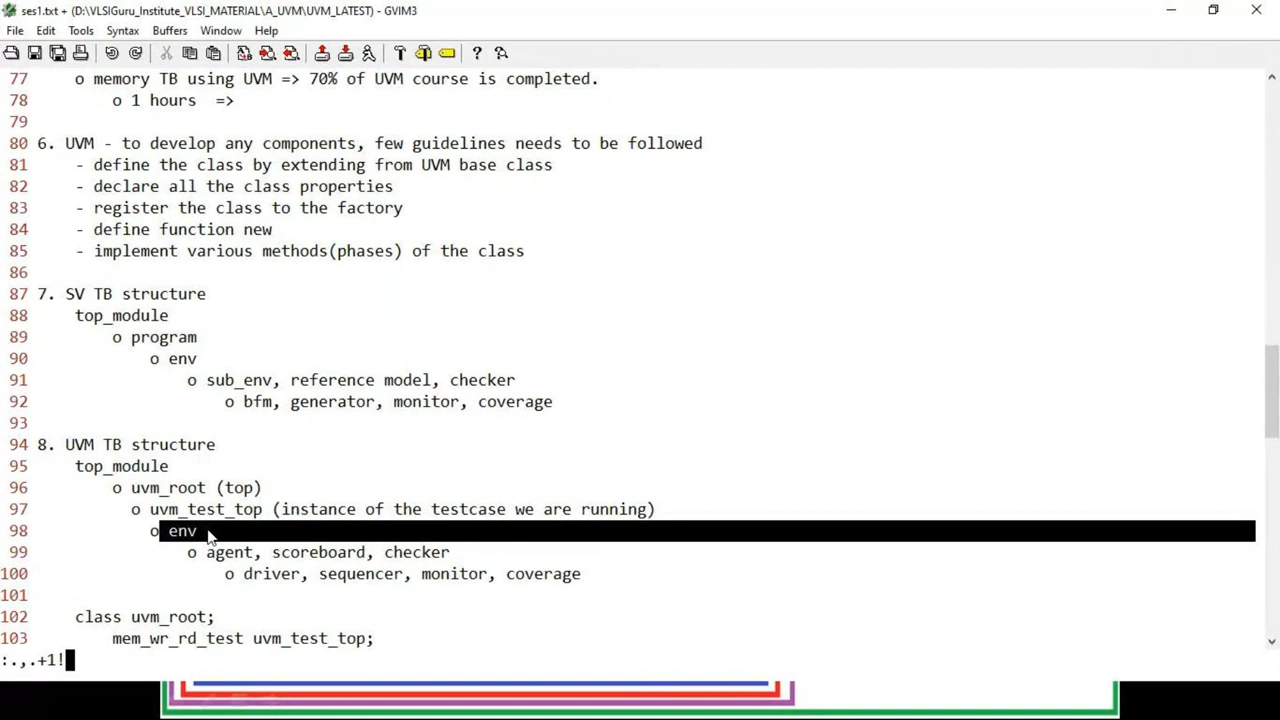 ses1.txt + (D:\VLSIGuru_Institute_VLSI_MATERIAL\A_UVM\UVM_LATEST) - GVIM3
File Edit Tools Syntax Buffers Window Help
77 o memory TB using UVM => 70% of UVM course is completed.
78 o 1 hours =>
79
80 6. UVM - to develop any components, few guidelines needs to be followed
81 - define the class by extending from UVM base class
82 - declare all the class properties
83 - register the class to the factory
84 - define function new
85 - implement various methods(phases) of the class
86
87 7. SV TB structure
88 top_module
89 o program
90 o env
91 o sub_env, reference model, checker
92 o bfm, generator, monitor, coverage
93
94 8. UVM TB structure
95 top_module
96 o uvm_root (top)
97 o uvm_test_top (instance of the testcase we are running)
98 o env
99 o agent, scoreboard, checker
100 o driver, sequencer, monitor, coverage
101
102 class uvm_root;
103 mem_wr_rd_test uvm_test_top;
:.,.+1!